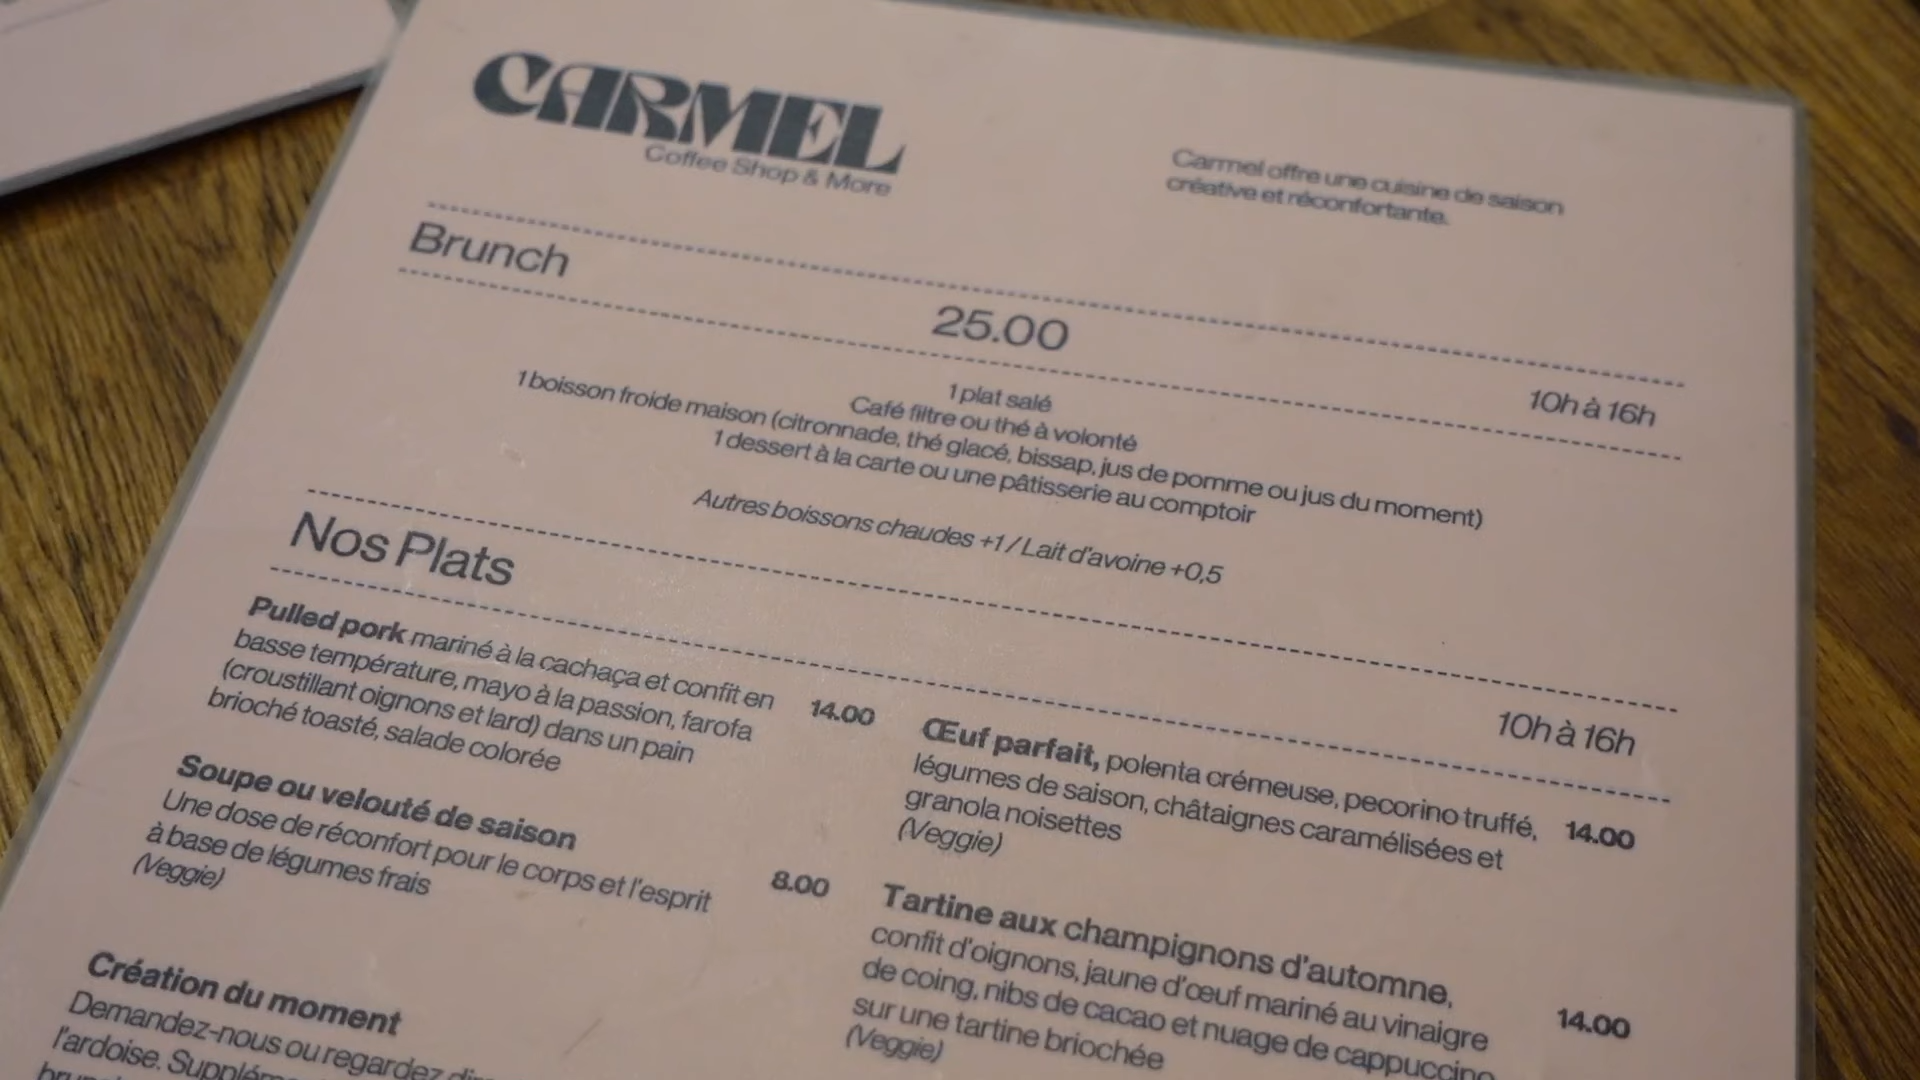 CARMEL
Coffee Shop & More
Carmel offre une cuisine de saison
créative et réconfortante.
Brunch
25.00
10h à 16h
1 plat salé
Café filtre ou thé à volonté
1 boisson froide maison (citronnade, thé glacé, bissap, jus de pomme ou jus du moment)
1 dessert à la carte ou une pâtisserie au comptoir
Autres boissons chaudes +1 / Lait d'avoine +0,5
Nos Plats
10h à 16h
Pulled pork mariné à la cachaça et confit en
basse température, mayo à la passion, farofa
(croustillant oignons et lard) dans un pain
brioché toasté, salade colorée
14.00
Soupe ou velouté de saison
Une dose de réconfort pour le corps et l'esprit
à base de légumes frais
(Veggie)
8.00
Création du moment
Demandez-nous ou regardez
l'ardoise.
Œuf parfait, polenta crémeuse, pecorino truffé,
légumes de saison, châtaignes caramélisées et
granola noisettes
(Veggie)
14.00
Tartine aux champignons d'automne,
confit d'oignons, jaune d'œuf mariné au vinaigre
de coing, nibs de cacao et nuage de cappuccino
sur une tartine briochée
(Veggie)
14.00